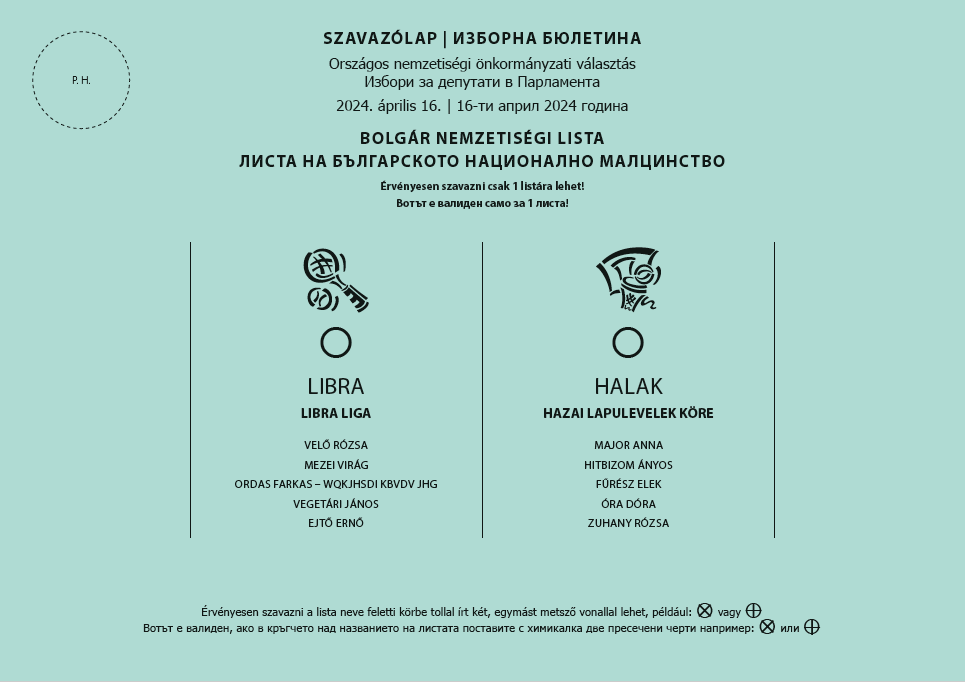 P. H.
SZAVAZÓLAP | ИЗБОРНА БЮЛЕТИНА
Országos nemzetiségi önkormányzati választás
Избори за депутати в Парламента
2024. április 16. | 16-ти април 2024 година
BOLGÁR NEMZETISÉGI LISTA
ЛИСТА НА БЪЛГАРСКОТО НАЦИОНАЛНО МАЛЦИНСТВО
Érvényesen szavazni csak 1 listára lehet!
Вотът е валиден само за 1 листа!
LIBRA
LIBRA LIGA
VELŐ RÓZSA
MEZEI VIRÁG
ORDAS FARKAS – WQKJHSDI KBVDV JHG
VEGETÁRI JÁNOS
EJTŐ ERNŐ
HALAK
HAZAI LAPULEVELEK KÖRE
MAJOR ANNA
HITBIZOM ÁNYOS
FŰRÉSZ ELEK
ÓRA DÓRA
ZUHANY RÓZSA
Érvényesen szavazni a lista neve feletti körbe tollal írt két, egymást metsző vonallal lehet, például: ⨂ vagy ⨁
Вотът е валиден, ако в кръгчето над названието на листата поставите с химикалка две пресечени черти например: ⨂ или ⨁